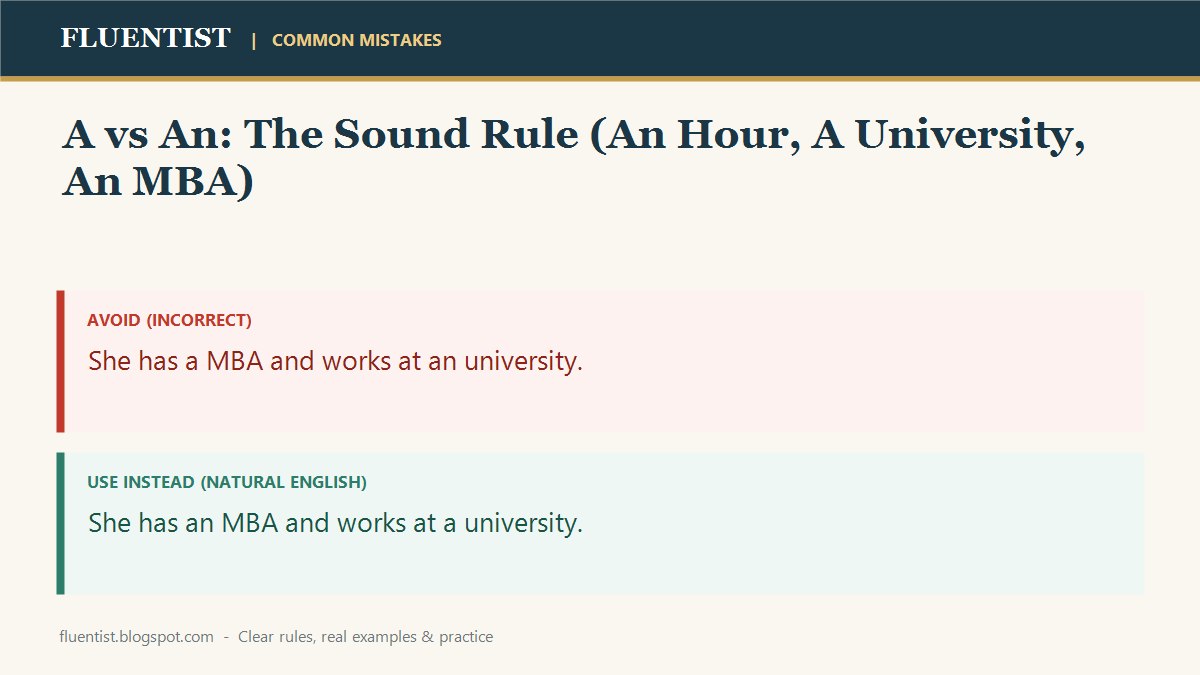 FLUENTIST | COMMON MISTAKES
A vs An: The Sound Rule (An Hour, A University,
An MBA)
AVOID (INCORRECT)
She has a MBA and works at an university.
USE INSTEAD (NATURAL ENGLISH)
She has an MBA and works at a university.
fluentist.blogspot.com - Clear rules, real examples & practice